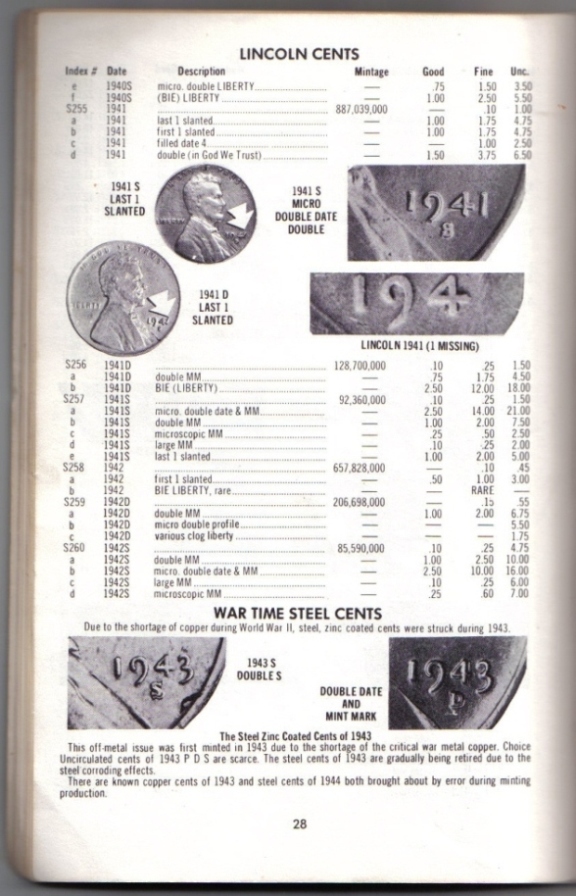 LINCOLN CENTS
Index # Date Description Mintage Good Fine Unc.
e 1940S micro. double LIBERTY — .75 1.50 3.50
f 1940S (BIE) LIBERTY — 1.00 2.50 5.50
S255 1941 887,039,000 — .10 1.00
a 1941 last 1 slanted — 1.00 1.75 4.75
b 1941 first 1 slanted — 1.00 1.75 4.75
c 1941 filled date 4 — — 1.00 2.50
d 1941 double (in God We Trust) — 1.50 3.75 6.50
1941 S
LAST 1
SLANTED
1941 S
MICRO
DOUBLE DATE
DOUBLE
1941
S
1941 D
LAST 1
SLANTED
194
LINCOLN 1941 (1 MISSING)
S256 1941D 128,700,000 .10 .25 1.50
a 1941D double MM — .75 1.75 4.50
b 1941D BIE (LIBERTY) — 2.50 12.00 18.00
S257 1941S 92,360,000 .10 .25 1.50
a 1941S micro. double date & MM — 2.50 14.00 21.00
b 1941S double MM — 1.00 2.00 7.50
c 1941S microscopic MM — .25 .50 2.50
d 1941S large MM — .10 .25 2.00
e 1941S last 1 slanted — 1.00 2.00 5.00
S258 1942 657,828,000 — .10 .45
a 1942 first 1 slanted — .50 1.00 3.00
b 1942 BIE LIBERTY, rare — RARE —
S259 1942D 206,698,000 — .15 .55
a 1942D double MM — 1.00 2.00 6.75
b 1942D micro double profile — — — 5.50
c 1942D various clog liberty — — — 1.75
S260 1942S 85,590,000 .10 .25 4.75
a 1942S double MM — 1.00 2.50 10.00
b 1942S micro. double date & MM — 2.50 10.00 16.00
c 1942S large MM — .10 .25 6.00
d 1942S microscopic MM — .25 .60 7.00
WAR TIME STEEL CENTS
Due to the shortage of copper during World War II, steel, zinc coated cents were struck during 1943.
1943
S
1943 S
DOUBLE S
DOUBLE DATE
AND
MINT MARK
1943
P
The Steel Zinc Coated Cents of 1943
This off-metal issue was first minted in 1943 due to the shortage of the critical war metal copper. Choice
Uncirculated cents of 1943 P D S are scarce. The steel cents of 1943 are gradually being retired due to the
steel corroding effects.
There are known copper cents of 1943 and steel cents of 1944 both brought about by error during minting
production.
28